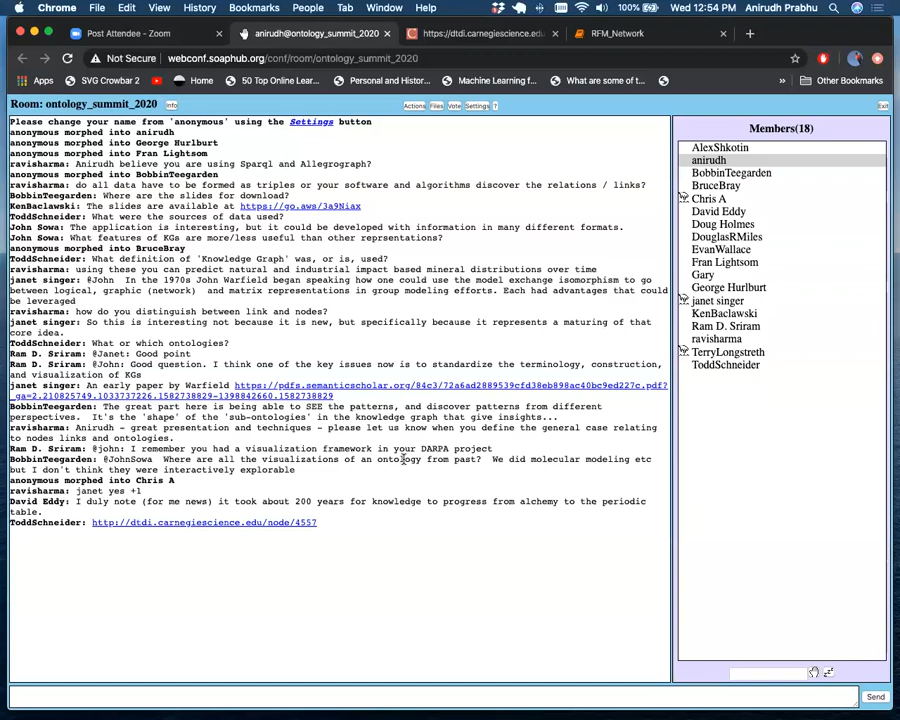 Chrome File Edit View History Bookmarks People Tab Window Help 100% Wed 12:54 PM Anirudh Prabhu
Post Attendee - Zoom
anirudh@ontology_summit_2020
https://dtdi.carnegiescience.edu
RFM_Network
Not Secure | webconf.soaphub.org/conf/room/ontology_summit_2020
Apps SVG Crowbar 2 Home 50 Top Online Lear... Personal and Histor... Machine Learning f... What are some of t... » Other Bookmarks
Room: ontology_summit_2020 Info Actions Files Vote Settings ? Exit
Please change your name from 'anonymous' using the Settings button
anonymous morphed into anirudh
anonymous morphed into George Hurlburt
anonymous morphed into Fran Lightsom
ravisharma: Anirudh believe you are using Sparql and Allegrograph?
anonymous morphed into BobbinTeegarden
ravisharma: do all data have to be formed as triples or your software and algorithms discover the relations / links?
BobbinTeegarden: Where are the slides for download?
KenBaclawski: The slides are available at https://go.aws/3a9Niax
ToddSchneider: What were the sources of data used?
John Sowa: The application is interesting, but it could be developed with information in many different formats.
John Sowa: What features of KGs are more/less useful than other reprsentations?
anonymous morphed into BruceBray
ToddSchneider: What definition of 'Knowledge Graph' was, or is, used?
ravisharma: using these you can predict natural and industrial impact based mineral distributions over time
janet singer: @John In the 1970s John Warfield began speaking how one could use the model exchange isomorphism to go
between logical, graphic (network) and matrix representations in group modeling efforts. Each had advantages that could
be leveraged
ravisharma: how do you distinguish between link and nodes?
janet singer: So this is interesting not because it is new, but specifically because it represents a maturing of that
core idea.
ToddSchneider: What or which ontologies?
Ram D. Sriram: @Janet: Good point
Ram D. Sriram: @John: Good question. I think one of the key issues now is to standardize the terminology, construction,
and visualization of KGs
janet singer: An early paper by Warfield https://pdfs.semanticscholar.org/84c3/72a6ad2889539cfd38eb898ac40bc9ed227c.pdf?
_ga=2.210825749.1033737226.1582738829-1398842660.1582738829
BobbinTeegarden: The great part here is being able to SEE the patterns, and discover patterns from different
perspectives. It's the 'shape' of the 'sub-ontologies' in the knowledge graph that give insights...
ravisharma: Anirudh - great presentation and techniques - please let us know when you define the general case relating
to nodes links and ontologies.
Ram D. Sriram: @john: I remember you had a visualization framework in your DARPA project
BobbinTeegarden: @JohnSowa Where are all the visualizations of an ontology from past? We did molecular modeling etc
but I don't think they were interactively explorable
anonymous morphed into Chris A
ravisharma: janet yes +1
David Eddy: I duly note (for me news) it took about 200 years for knowledge to progress from alchemy to the periodic
table.
ToddSchneider: http://dtdi.carnegiescience.edu/node/4557
Members(18)
AlexShkotin
anirudh
BobbinTeegarden
BruceBray
Chris A
David Eddy
Doug Holmes
DouglasRMiles
EvanWallace
Fran Lightsom
Gary
George Hurlburt
janet singer
KenBaclawski
Ram D. Sriram
ravisharma
TerryLongstreth
ToddSchneider
Send